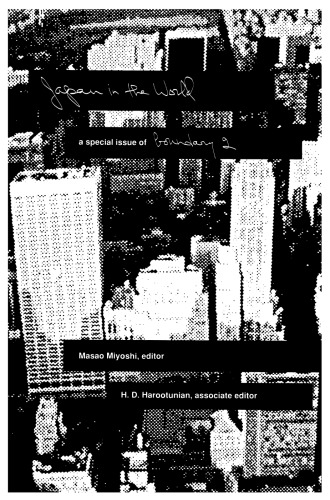 Japan in the World
a special issue of boundary 2
Masao Miyoshi, editor
H. D. Harootunian, associate editor